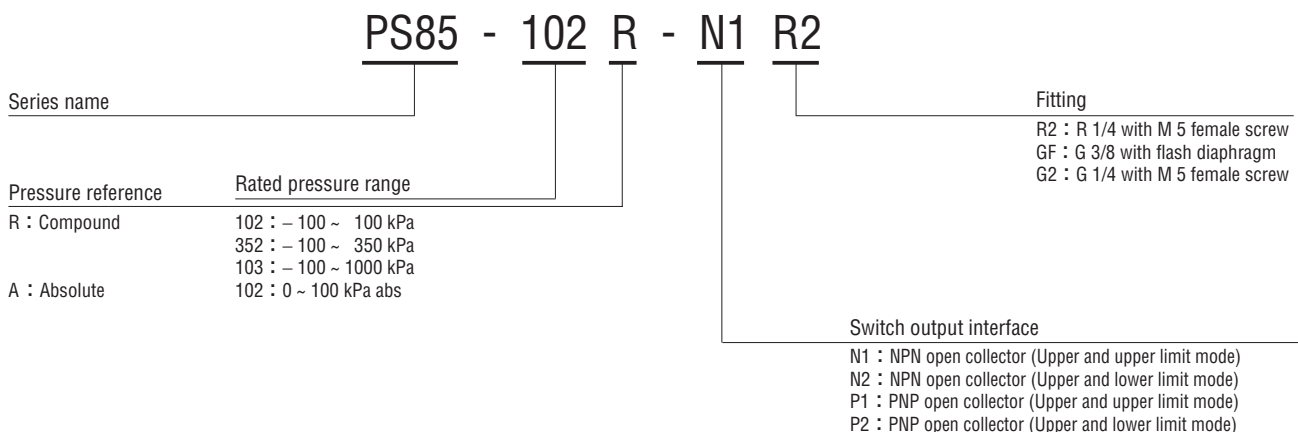 PS85 - 102 R - N1 R2
Series name
Fitting
R2：R 1/4 with M 5 female screw
GF：G 3/8 with flash diaphragm
G2：G 1/4 with M 5 female screw
Pressure reference
Rated pressure range
R：Compound
102：– 100 ~ 100 kPa
352：– 100 ~ 350 kPa
103：– 100 ~ 1000 kPa
A：Absolute
102：0 ~ 100 kPa abs
Switch output interface
N1：NPN open collector (Upper and upper limit mode)
N2：NPN open collector (Upper and lower limit mode)
P1：PNP open collector (Upper and upper limit mode)
P2：PNP open collector (Upper and lower limit mode)